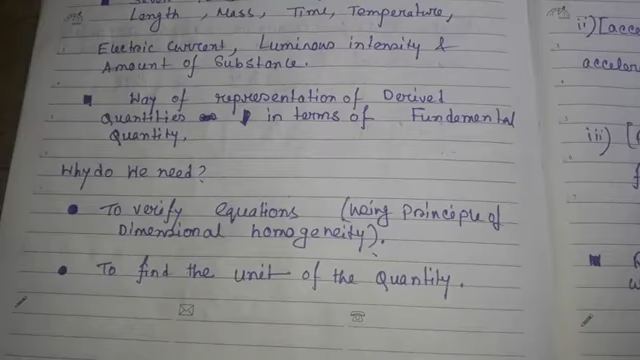 Length, Mass, Time, Temperature,
Electric Current, Luminous intensity &
Amount of Substance.
Way of representation of Derived
Quantities in terms of Fundamental
Quantity.
Why do We need?
To verify equations (using principle of
Dimensional homogeneity).
To find the unit of the Quantity.
ii) [acce
acceler
iii) [